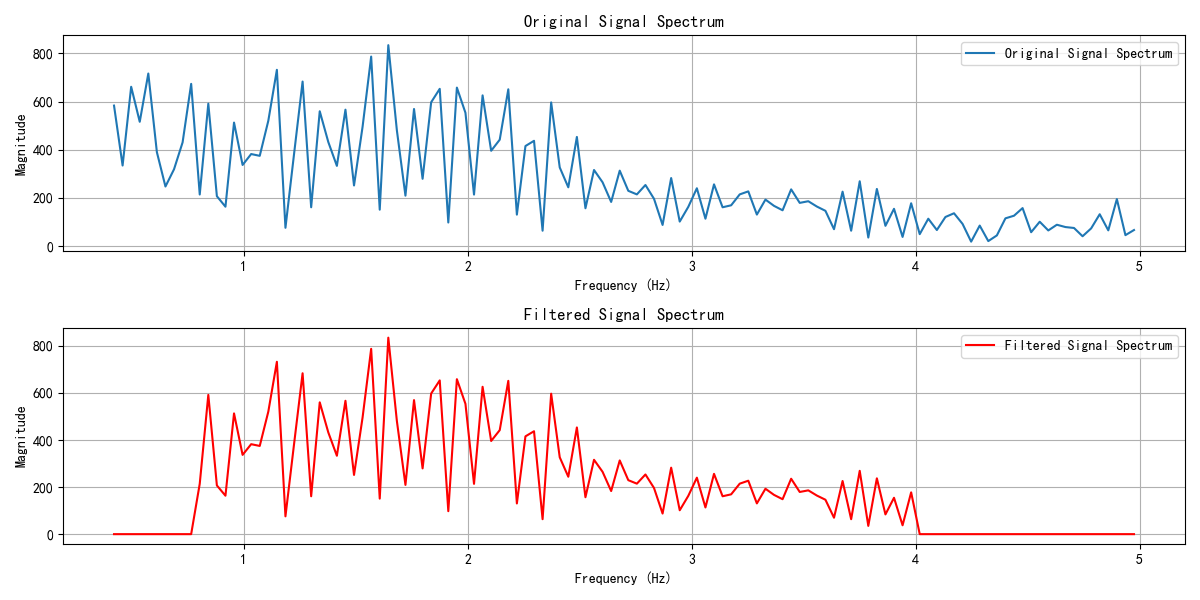 Original Signal Spectrum
Original Signal Spectrum
800
600
400
200
0
Magnitude
1 2 3 4 5
Frequency (Hz)
Filtered Signal Spectrum
Filtered Signal Spectrum
800
600
400
200
0
Magnitude
1 2 3 4 5
Frequency (Hz)